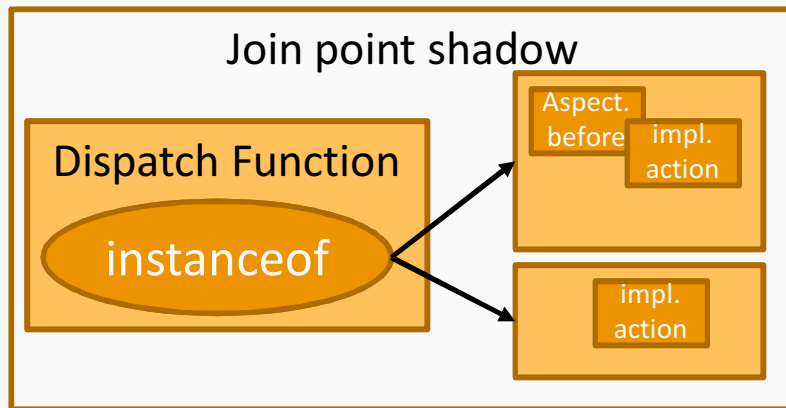 Join point shadow
Dispatch Function
instanceof
Aspect.
before
impl.
action
impl.
action